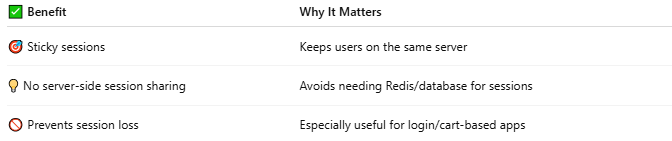 ✅ Benefit Why It Matters
🎯 Sticky sessions Keeps users on the same server
💡 No server-side session sharing Avoids needing Redis/database for sessions
🚫 Prevents session loss Especially useful for login/cart-based apps